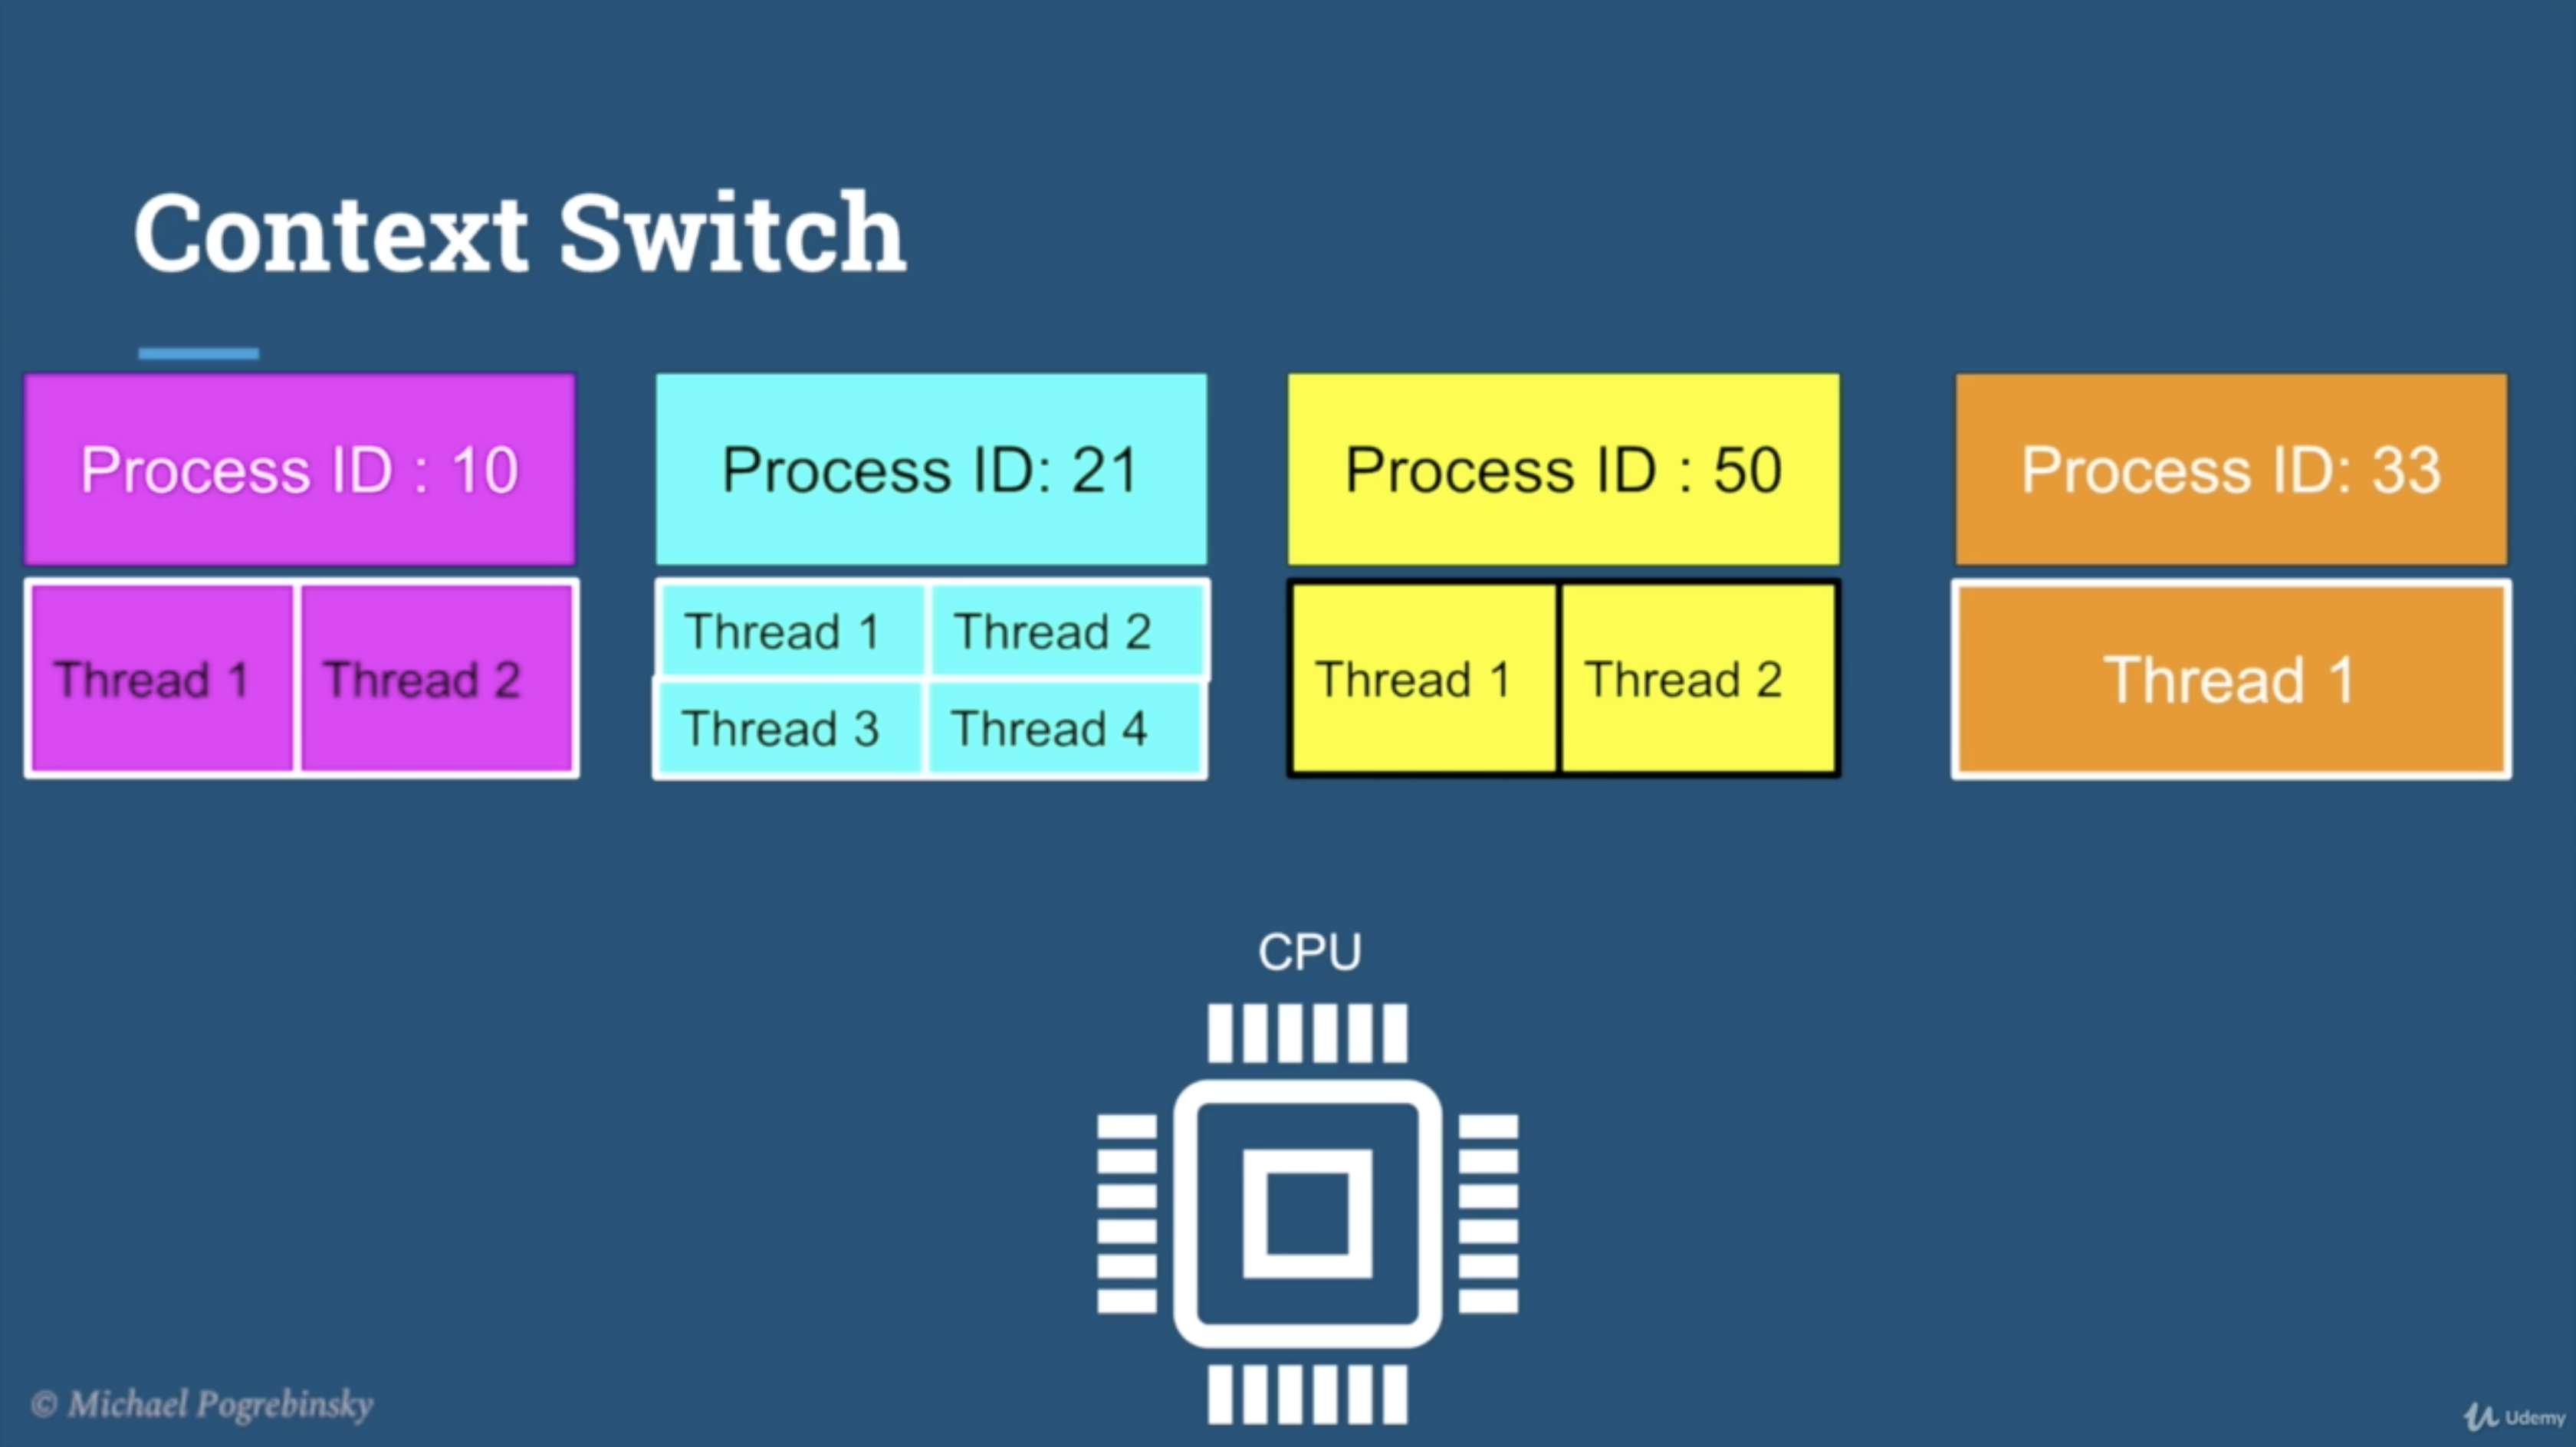 Context Switch
Process ID : 10
Process ID: 21
Process ID : 50
Process ID: 33
Thread 1
Thread 2
Thread 1
Thread 2
Thread 3
Thread 4
Thread 1
Thread 2
Thread 1
CPU
© Michael Pogrebinsky
Udemy